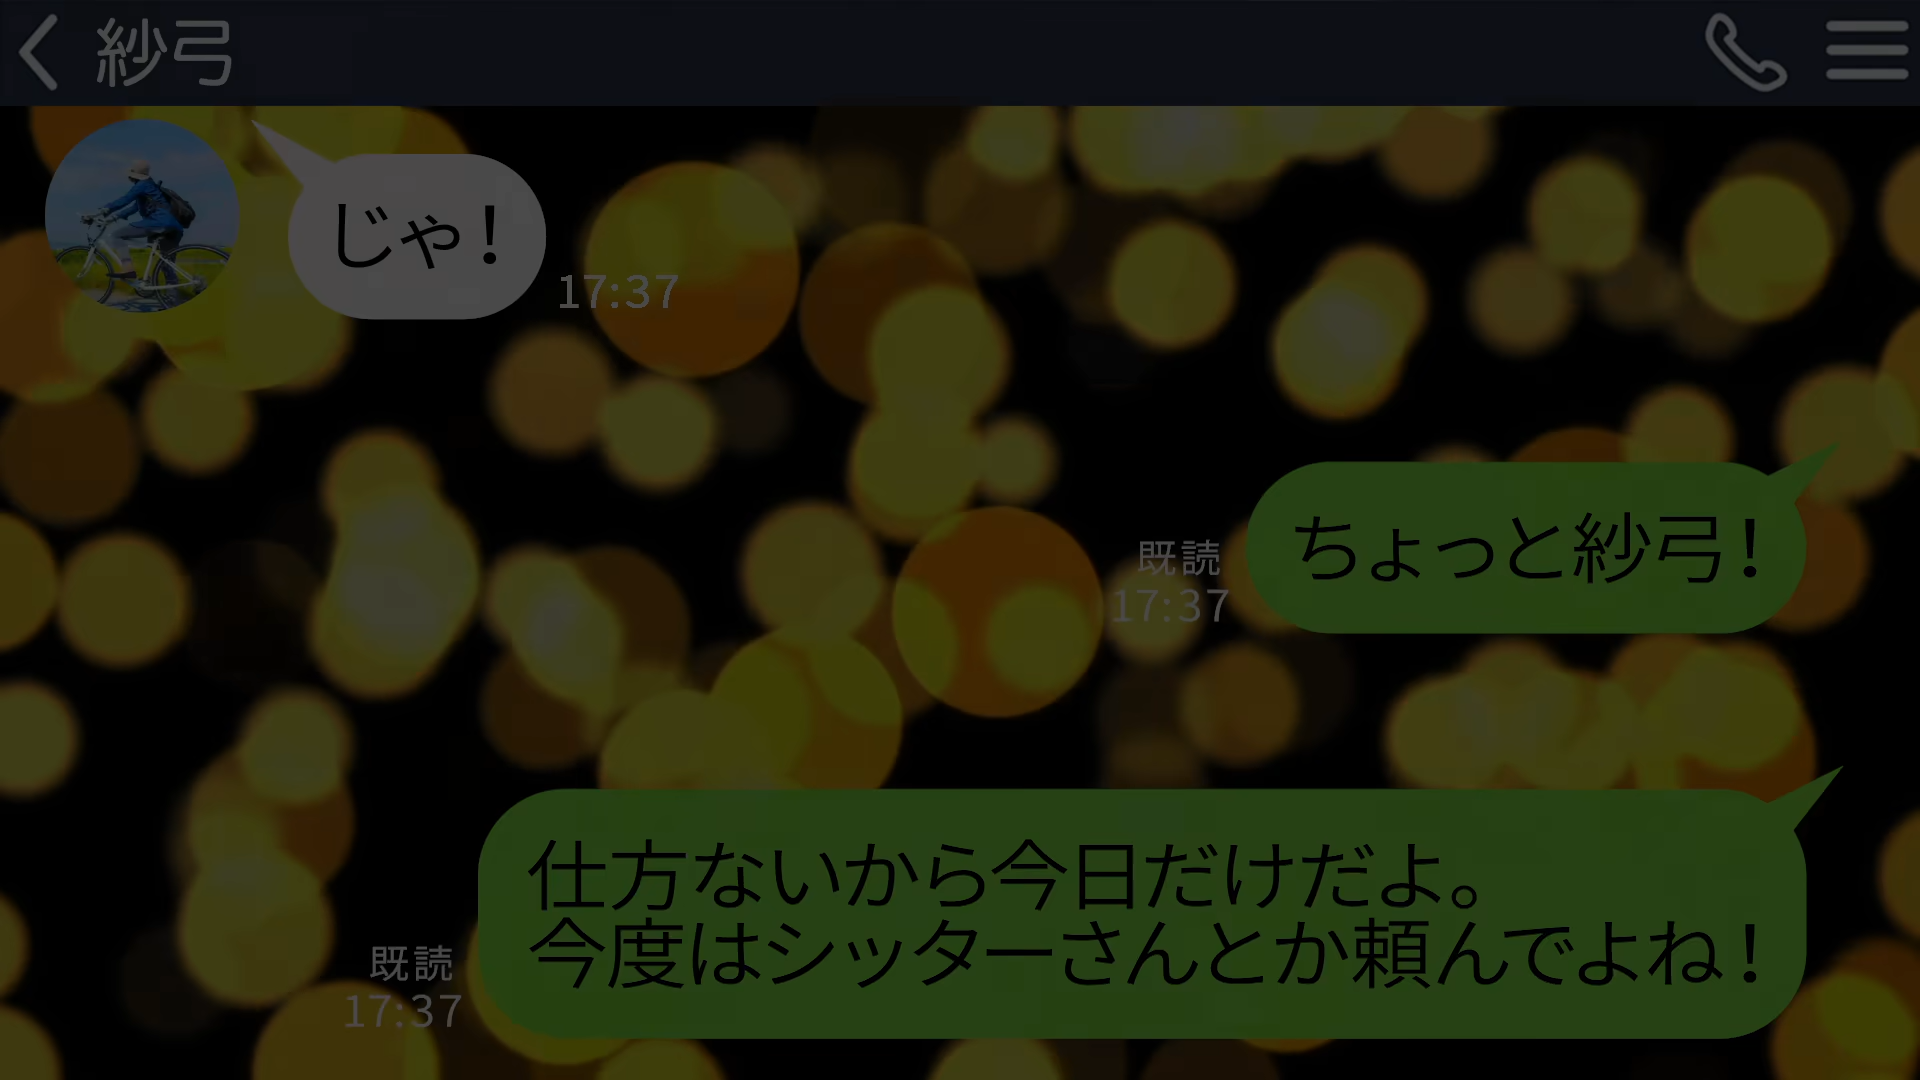 紗弓
じゃ！
17:37
ちょっと紗弓！
既読
17:37
仕方ないから今日だけだよ。
今度はシッターさんとか頼んでよね！
既読
17:37